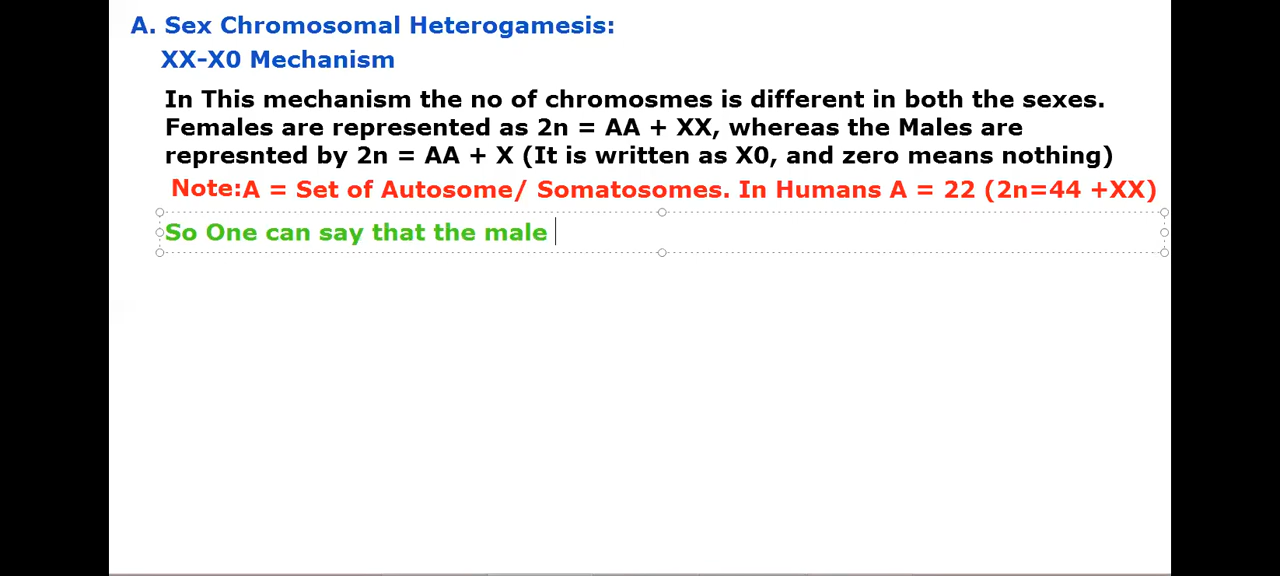 A. Sex Chromosomal Heterogamesis:
XX-X0 Mechanism
In This mechanism the no of chromosmes is different in both the sexes.
Females are represented as 2n = AA + XX, whereas the Males are
represnted by 2n = AA + X (It is written as X0, and zero means nothing)
Note:A = Set of Autosome/ Somatosomes. In Humans A = 22 (2n=44 +XX)
So One can say that the male